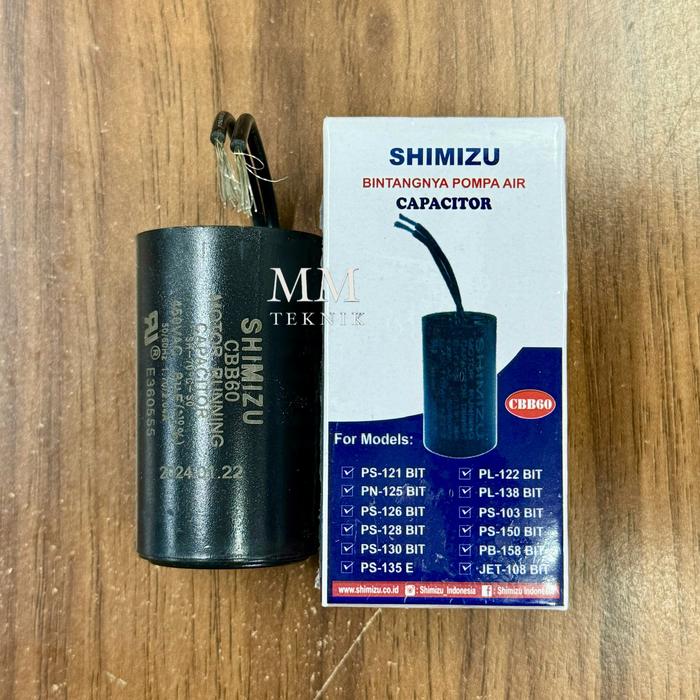 SHIMIZU
CBB60
MOTOR RUNNING
CAPACITOR
450VAC
50/60Hz
E360555
2024.01.22
MM
TEKNIK
SHIMIZU
BINTANGNYA POMPA AIR
CAPACITOR
SHIMIZU
CBB60
For Models:
PS-121 BIT
PN-125 BIT
PS-126 BIT
PS-128 BIT
PS-130 BIT
PS-135 E
PL-122 BIT
PL-138 BIT
PS-103 BIT
PS-150 BIT
PB-158 BIT
JET-108 BIT
www.shimizu.co.id : Shimizu_Indonesia : Shimizu Indonesia